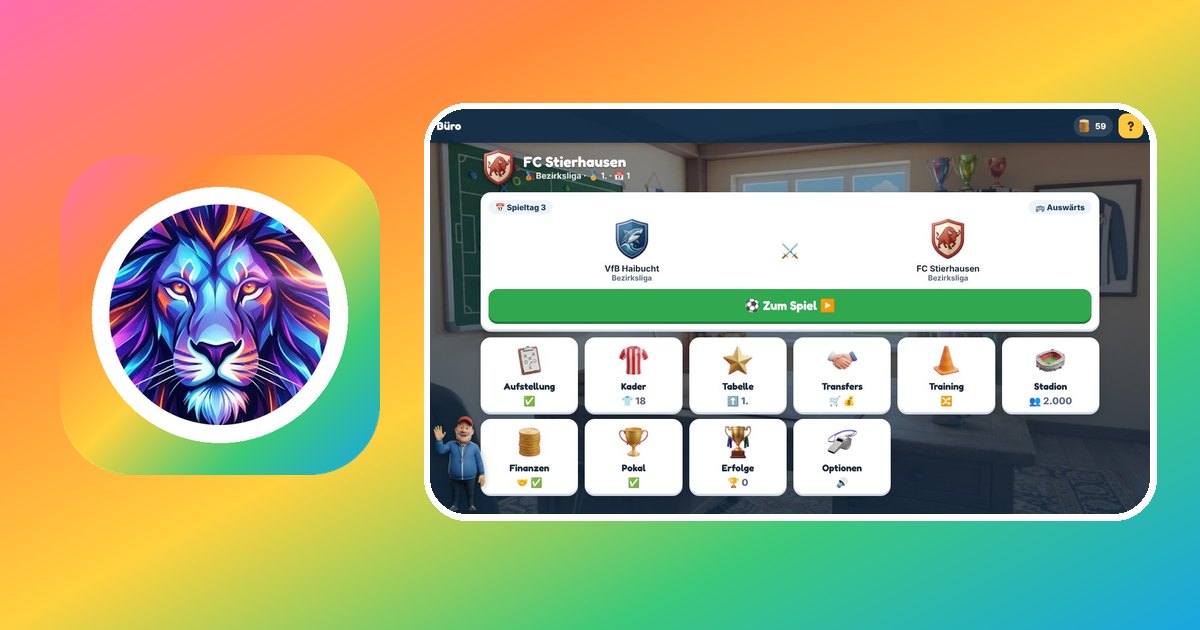 Büro
59
?
FC Stierhausen
Bezirksliga · 1. · 1
Spieltag 3
Auswärts
VfB Haibucht
Bezirksliga
FC Stierhausen
Bezirksliga
Zum Spiel
Aufstellung
Kader
18
Tabelle
1.
Transfers
Training
Stadion
2.000
Finanzen
Pokal
Erfolge
0
Optionen